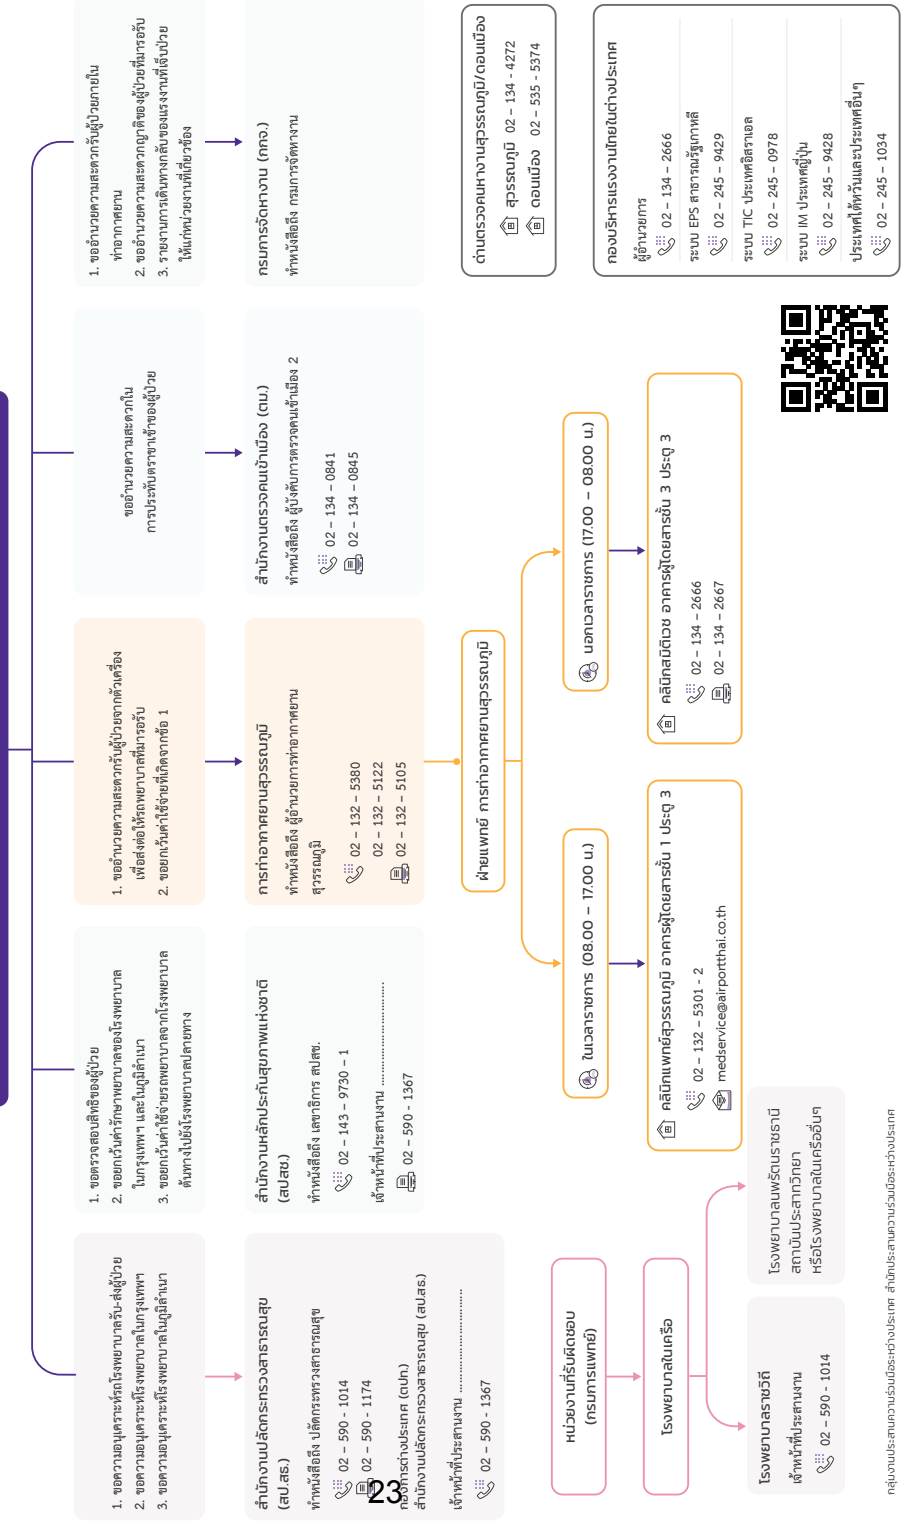 1. ขอความอนุเคราะห์รถโรงพยาบาลรับ-ส่งผู้ป่วย
2. ขอความอนุเคราะห์โรงพยาบาลในกรุงเทพฯ
3. ขอความอนุเคราะห์โรงพยาบาลในภูมิลำเนา
สำนักงานปลัดกระทรวงสาธารณสุข
(สป.สธ.)
ทำหนังสือถึง ปลัดกระทรวงสาธารณสุข
02 – 590 - 1014
02 – 590 - 1174
กองการต่างประเทศ (ตปท.)
สำนักงานปลัดกระทรวงสาธารณสุข (สป.สธ.)
เจ้าหน้าที่ประสานงาน ................................
02 – 590 - 1367
1. ขอตรวจสอบสิทธิของผู้ป่วย
2. ขอยกเว้นค่ารักษาพยาบาลของโรงพยาบาล
ในกรุงเทพฯ และในภูมิลำเนา
3. ขอยกเว้นค่าใช้จ่ายรถพยาบาลจากโรงพยาบาล
ต้นทางไปยังโรงพยาบาลปลายทาง
สำนักงานหลักประกันสุขภาพแห่งชาติ
(สปสช.)
ทำหนังสือถึง เลขาธิการ สปสช.
02 – 143 – 9730 – 1
เจ้าหน้าที่ประสานงาน ................................
02 – 590 - 1367
1. ขออำนวยความสะดวกรับผู้ป่วยจากตัวเครื่อง
เพื่อส่งต่อให้รถพยาบาลที่มารอรับ
2. ขอยกเว้นค่าใช้จ่ายที่เกิดจากข้อ 1
การท่าอากาศยานสุวรรณภูมิ
ทำหนังสือถึง ผู้อำนวยการท่าอากาศยาน
สุวรรณภูมิ
02 – 132 – 5380
02 – 132 – 5122
02 – 132 – 5105
ขออำนวยความสะดวกใน
การประทับตราขาเข้าของผู้ป่วย
สำนักงานตรวจคนเข้าเมือง (ตม.)
ทำหนังสือถึง ผู้บังคับการตรวจคนเข้าเมือง 2
02 – 134 – 0841
02 – 134 – 0845
1. ขออำนวยความสะดวกรับผู้ป่วยภายใน
ท่าอากาศยาน
2. ขออำนวยความสะดวกญาติของผู้ป่วยที่มารอรับ
3. รายงานการเดินทางกลับของแรงงานที่เจ็บป่วย
ให้แก่หน่วยงานที่เกี่ยวข้อง
กรมการจัดหางาน (กกจ.)
ทำหนังสือถึง กรมการจัดหางาน
หน่วยงานที่รับผิดชอบ
(กรมการแพทย์)
โรงพยาบาลในเครือ
โรงพยาบาลราชวิถี
เจ้าหน้าที่ประสานงาน
02 – 590 - 1014
โรงพยาบาลนพรัตนราชธานี
สถาบันประสาทวิทยา
หรือโรงพยาบาลในเครืออื่นๆ
ฝ่ายแพทย์ การท่าอากาศยานสุวรรณภูมิ
ในเวลาราชการ (08.00 – 17.00 น.)
คลินิกแพทย์สุวรรณภูมิ อาคารผู้โดยสารชั้น 1 ประตู 3
02 – 132 – 5301 - 2
medservice@airportthai.co.th
นอกเวลาราชการ (17.00 – 08.00 น.)
คลินิกสมิติเวช อาคารผู้โดยสารชั้น 3 ประตู 3
02 – 134 – 2666
02 – 134 – 2667
ด่านตรวจคนหางานสุวรรณภูมิ/ดอนเมือง
สุวรรณภูมิ 02 – 134 - 4272
ดอนเมือง 02 – 535 - 5374
กองบริหารแรงงานไทยในต่างประเทศ
ผู้อำนวยการ
02 – 134 – 2666
ระบบ EPS สาธารณรัฐเกาหลี
02 – 245 – 9429
ระบบ TIC ประเทศอิสราเอล
02 – 245 – 0978
ระบบ IM ประเทศญี่ปุ่น
02 – 245 – 9428
ประเทศไต้หวันและประเทศอื่นๆ
02 – 245 – 1034
กลุ่มงานประสานความร่วมมือระหว่างประเทศ สำนักประสานความร่วมมือระหว่างประเทศ
23